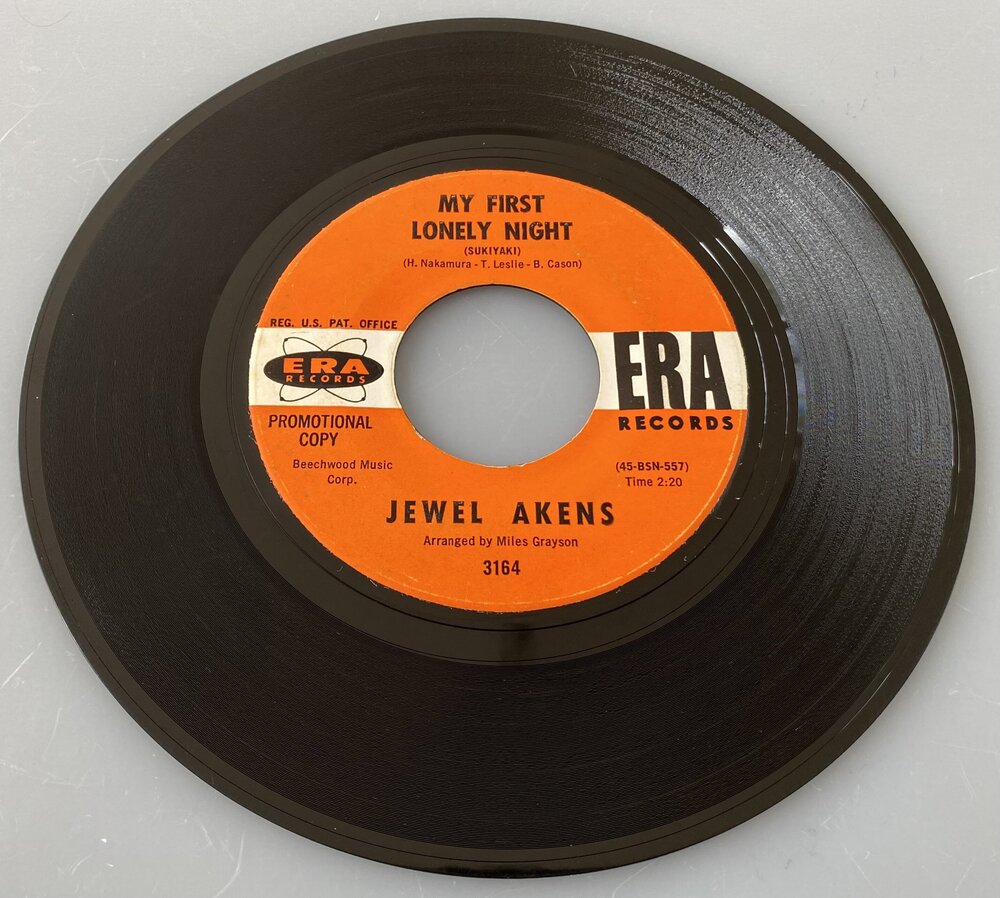 MY FIRST
LONELY NIGHT
(SUKIYAKI)
(H. Nakamura - T. Leslie - B. Cason)
REG. U.S. PAT. OFFICE
ERA
RECORDS
ERA
RECORDS
PROMOTIONAL
COPY
Beechwood Music
Corp.
(45-BSN-557)
Time 2:20
JEWEL AKENS
Arranged by Miles Grayson
3164